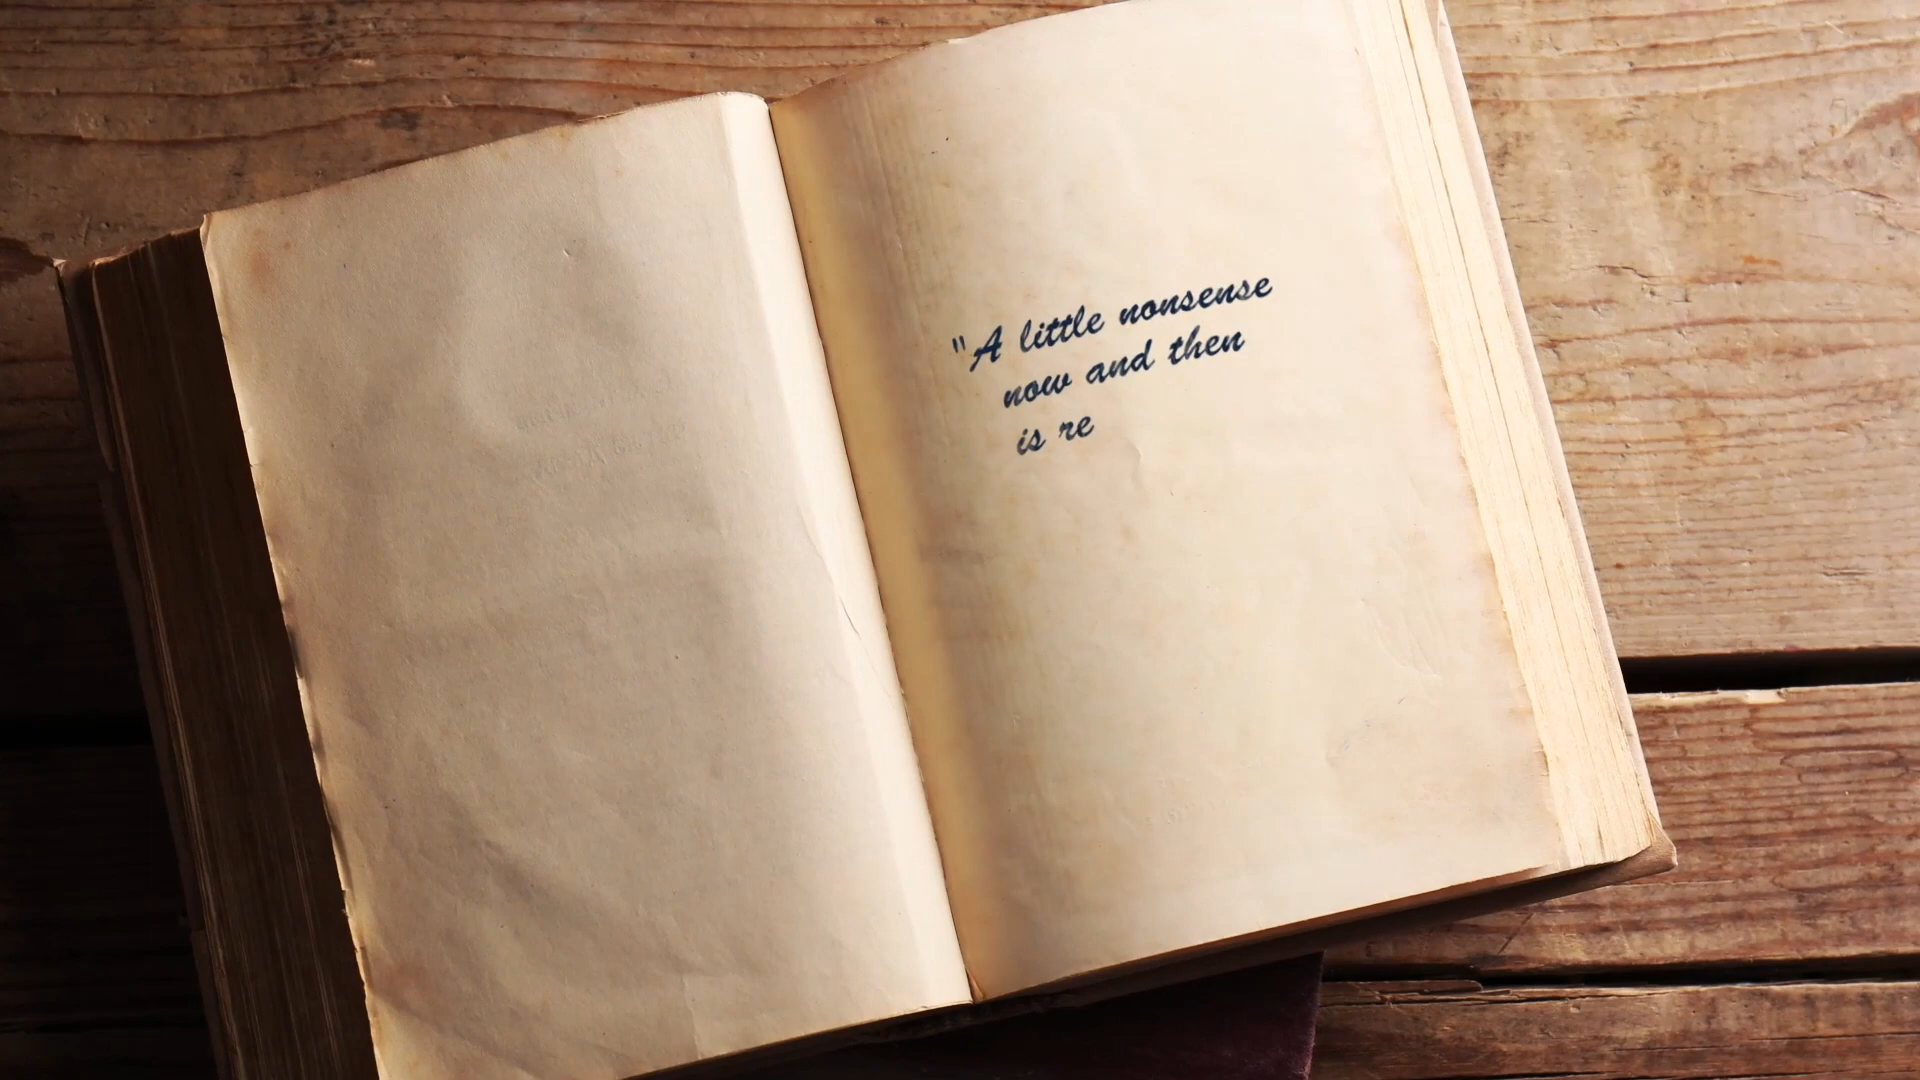 "A little nonsense
now and then
is re